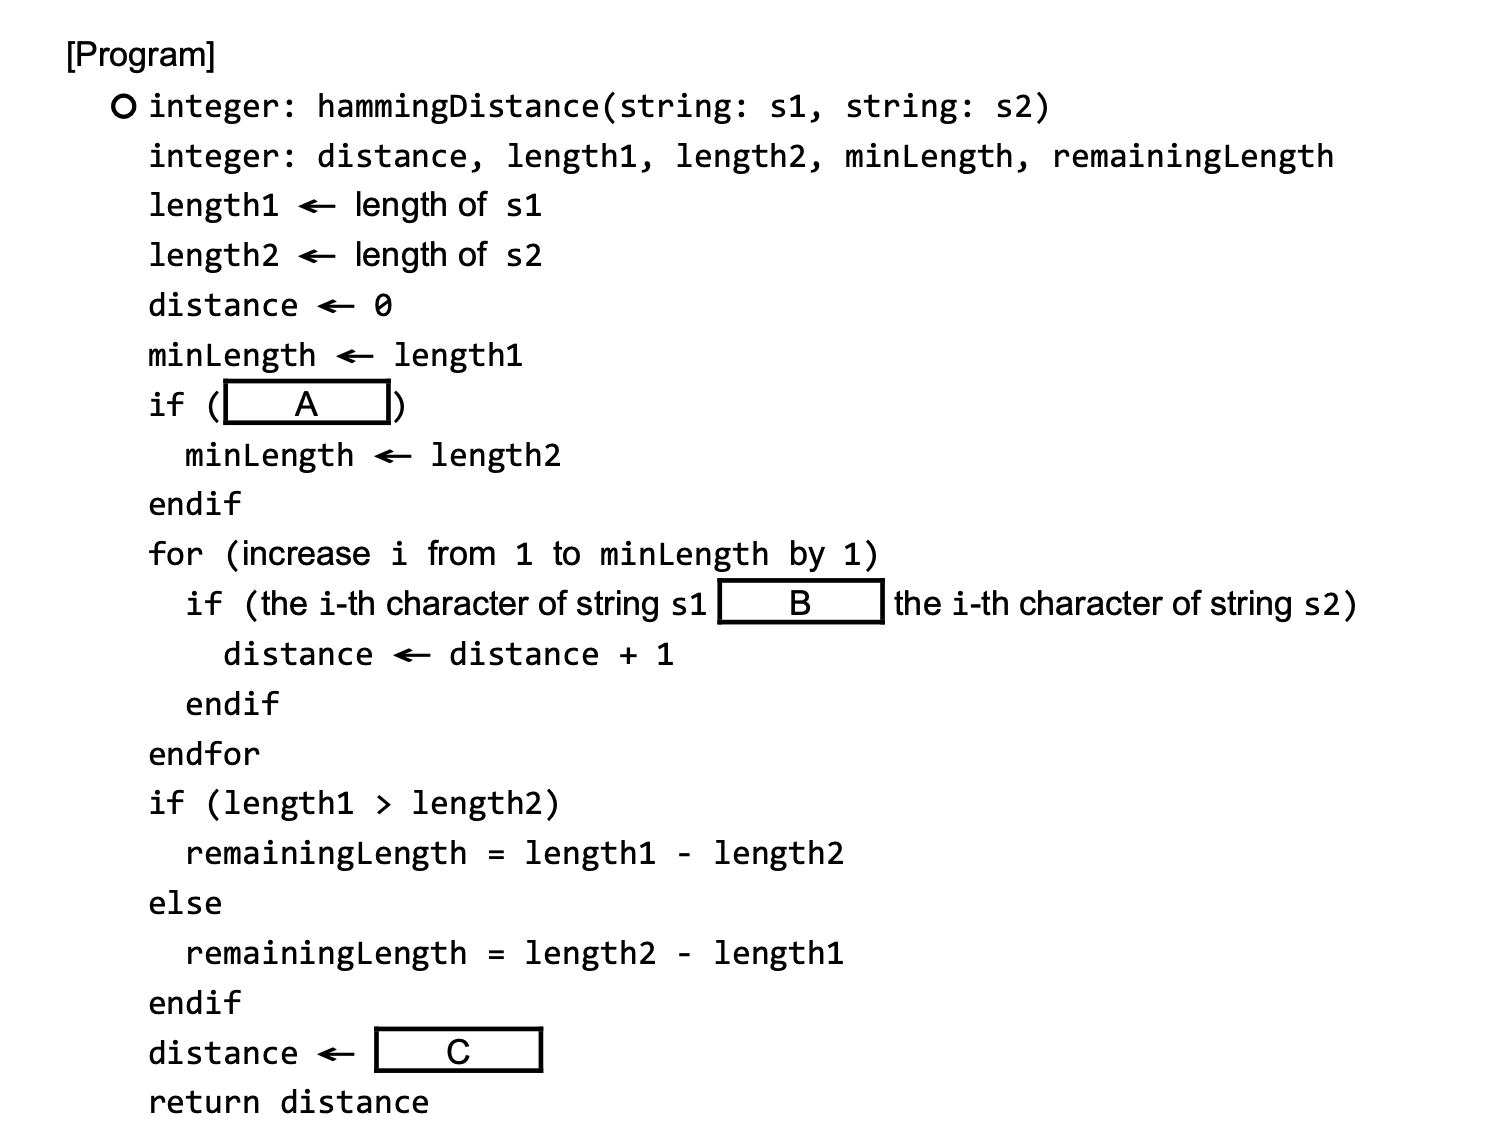 [Program]
○ integer: hammingDistance(string: s1, string: s2)
integer: distance, length1, length2, minLength, remainingLength
length1 ← length of s1
length2 ← length of s2
distance ← 0
minLength ← length1
if ( A )
minLength ← length2
endif
for (increase i from 1 to minLength by 1)
if (the i-th character of string s1 B the i-th character of string s2)
distance ← distance + 1
endif
endfor
if (length1 > length2)
remainingLength = length1 - length2
else
remainingLength = length2 - length1
endif
distance ← C
return distance